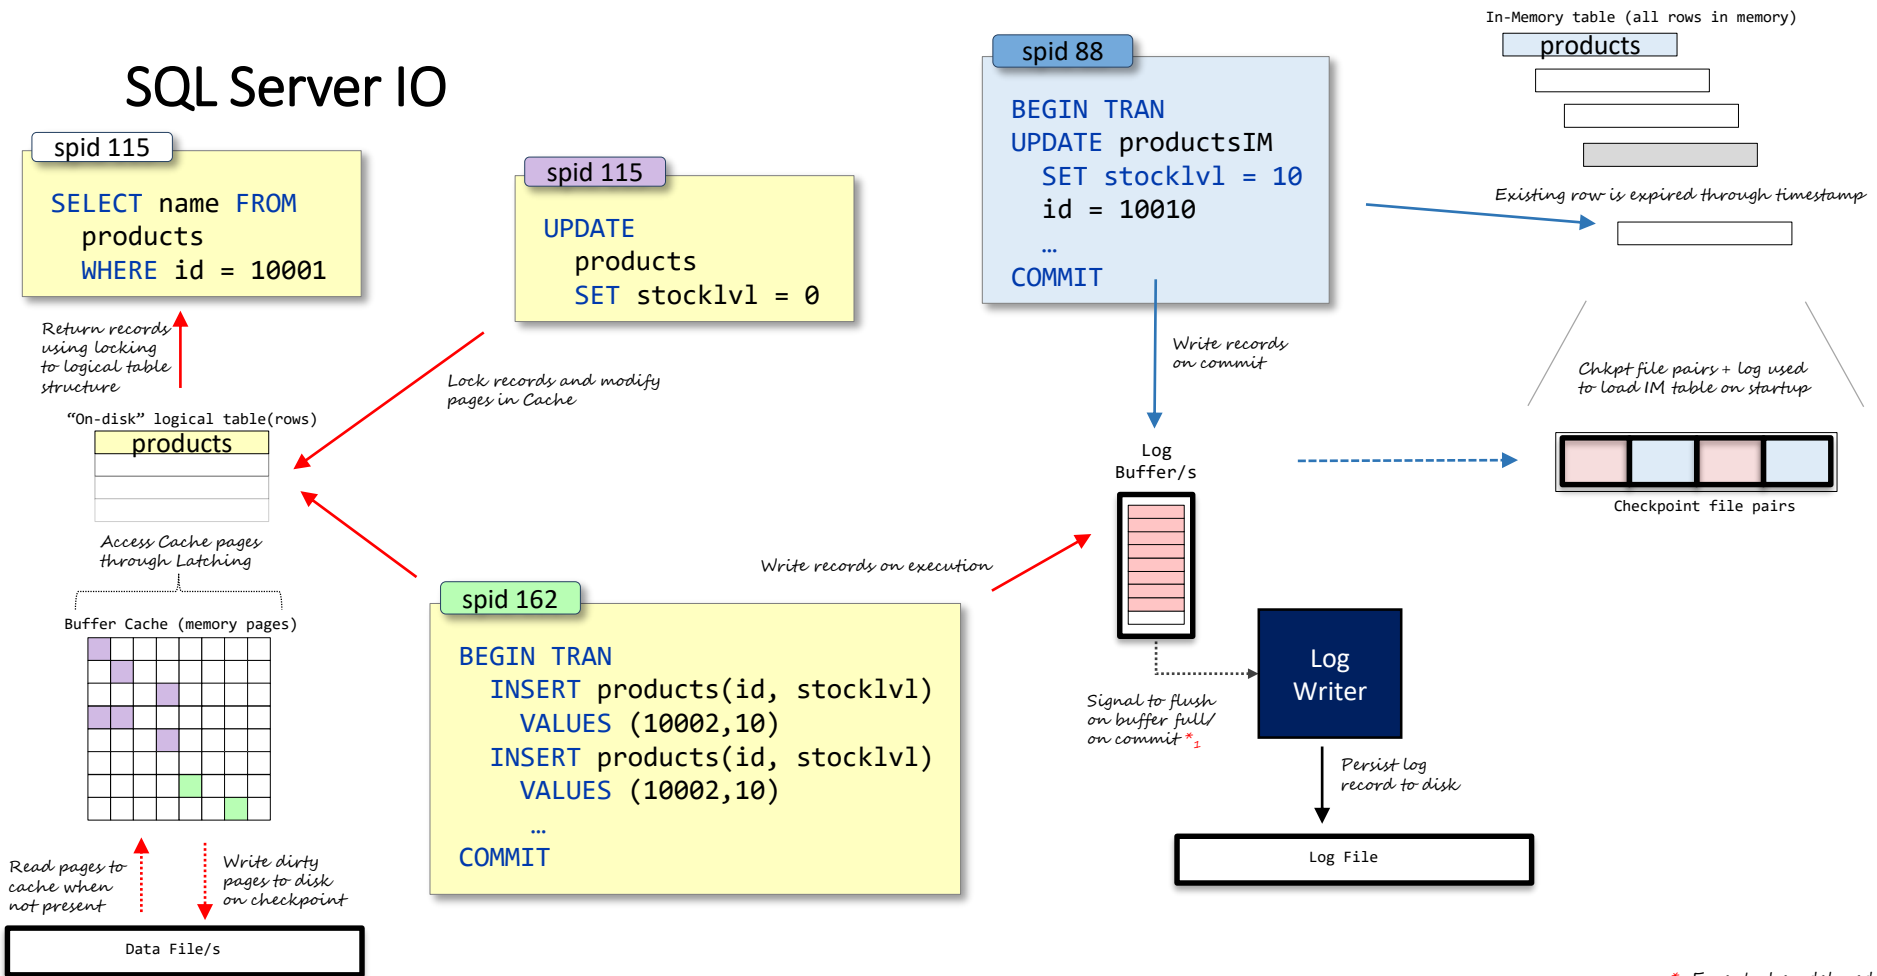 SQL Server IO
spid 115
SELECT name FROM
products
WHERE id = 10001
Return records
using locking
to logical table
structure
"On-disk" logical table(rows)
products
Access Cache pages
through Latching
Buffer Cache (memory pages)
Read pages to
cache when
not present
Write dirty
pages to disk
on checkpoint
Data File/s
spid 115
UPDATE
products
SET stocklvl = 0
Lock records and modify
pages in Cache
spid 162
BEGIN TRAN
INSERT products(id, stocklvl)
VALUES (10002,10)
INSERT products(id, stocklvl)
VALUES (10002,10)
…
COMMIT
Write records on execution
spid 88
BEGIN TRAN
UPDATE productsIM
SET stocklvl = 10
id = 10010
…
COMMIT
Write records
on commit
Log
Buffer/s
Signal to flush
on buffer full/
on commit *1
Log
Writer
Persist log
record to disk
Log File
In-Memory table (all rows in memory)
products
Existing row is expired through timestamp
Chkpt file pairs + log used
to load IM table on startup
Checkpoint file pairs